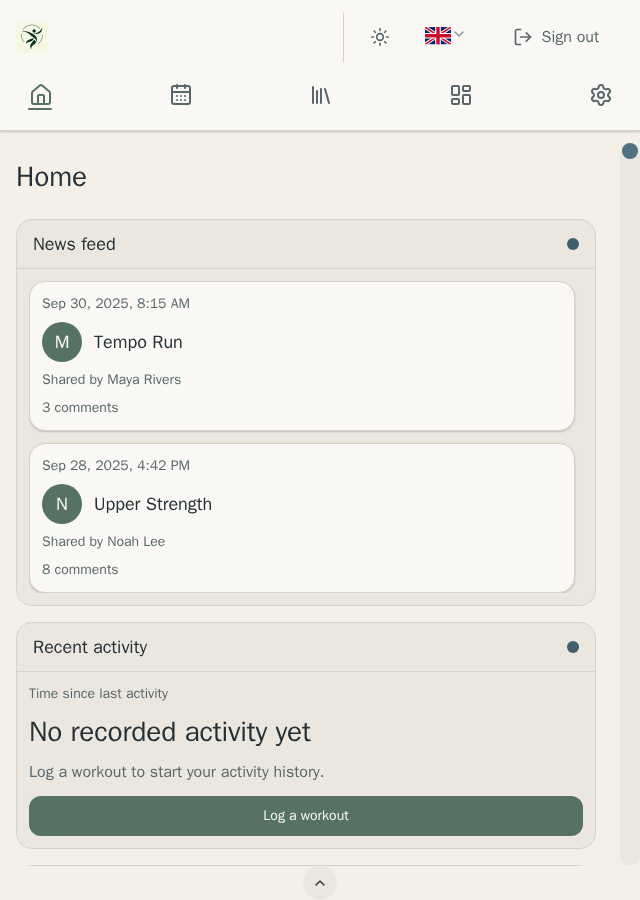 Sign out
Home
News feed
Sep 30, 2025, 8:15 AM
M
Tempo Run
Shared by Maya Rivers
3 comments
Sep 28, 2025, 4:42 PM
N
Upper Strength
Shared by Noah Lee
8 comments
Recent activity
Time since last activity
No recorded activity yet
Log a workout to start your activity history.
Log a workout